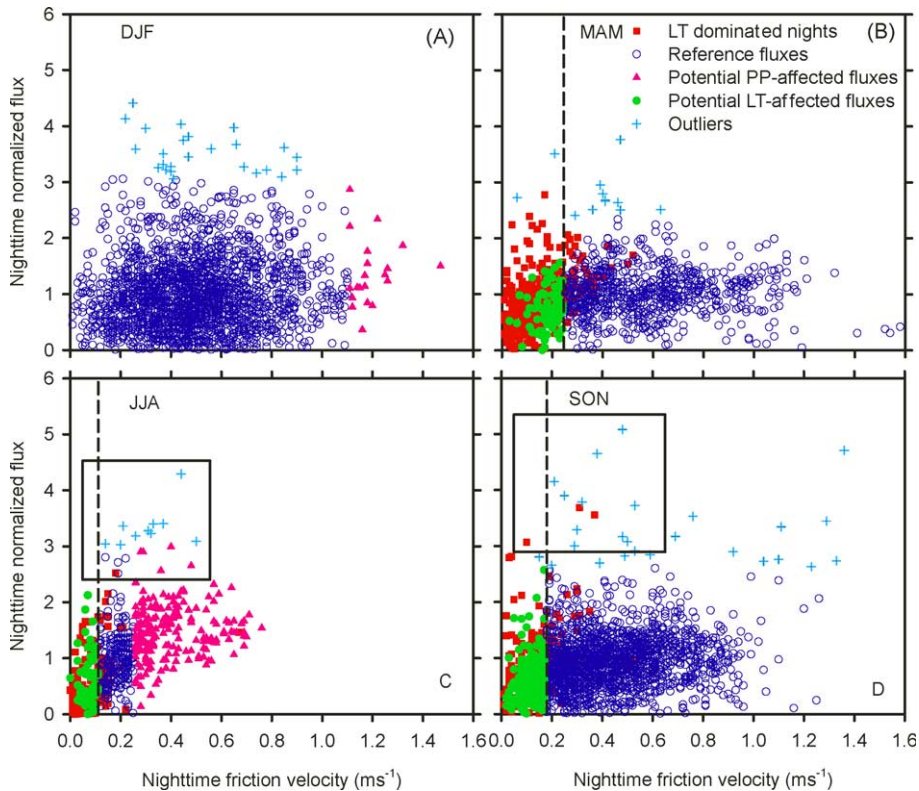 6
5
4
3
2
1
0
Nighttime normalized flux
DJF
(A)
MAM
(B)
LT dominated nights
Reference fluxes
Potential PP-affected fluxes
Potential LT-affected fluxes
Outliers
6
5
4
3
2
1
0
Nighttime normalized flux
JJA
C
SON
D
0.0 0.2 0.4 0.6 0.8 1.0 1.2 1.4
0.0 0.2 0.4 0.6 0.8 1.0 1.2 1.4 1.6
Nighttime friction velocity (ms⁻¹)
Nighttime friction velocity (ms⁻¹)